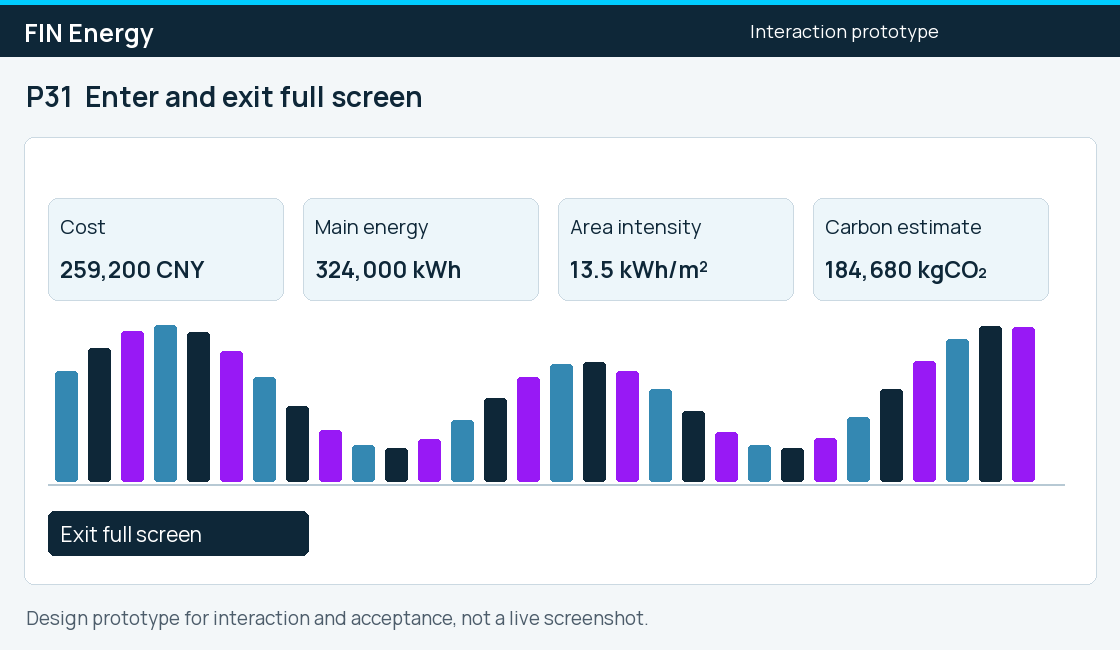 FIN Energy
Interaction prototype
P31 Enter and exit full screen
Cost
259,200 CNY
Main energy
324,000 kWh
Area intensity
13.5 kWh/m²
Carbon estimate
184,680 kgCO₂
Exit full screen
Design prototype for interaction and acceptance, not a live screenshot.